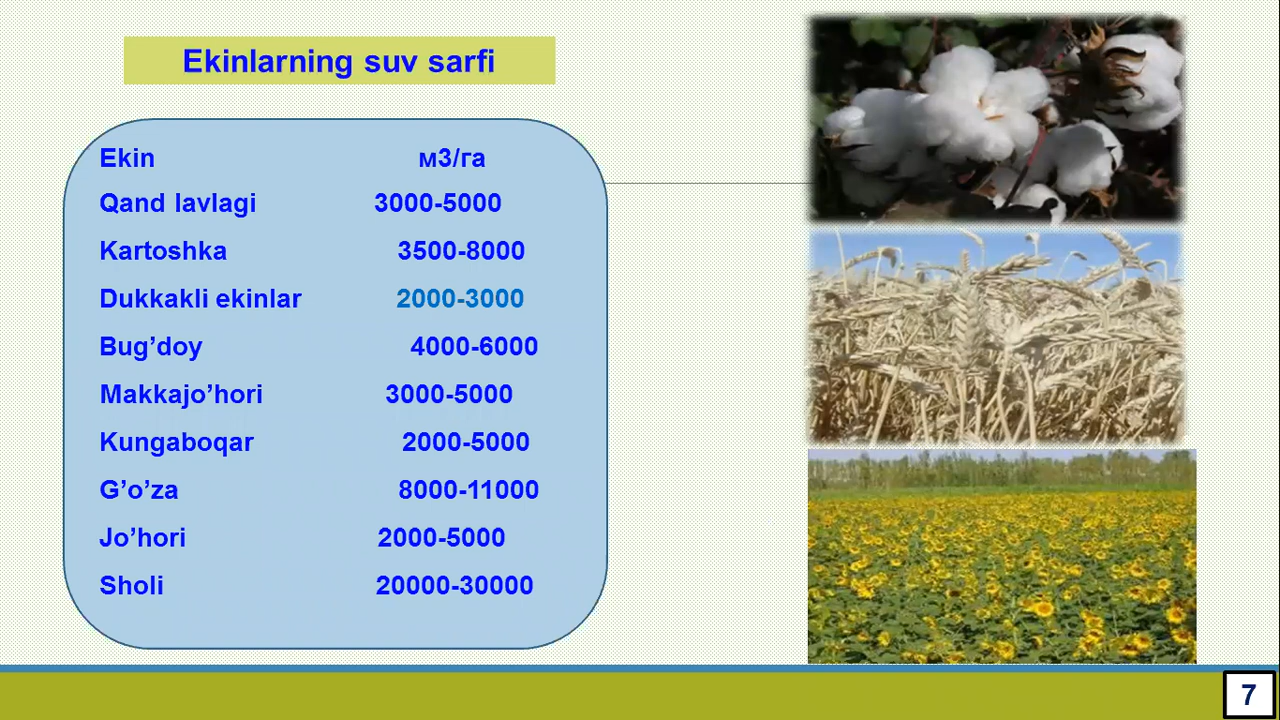 Ekinlarning suv sarfi
Ekin м3/га
Qand lavlagi 3000-5000
Kartoshka 3500-8000
Dukkakli ekinlar 2000-3000
Bug’doy 4000-6000
Makkajo’hori 3000-5000
Kungaboqar 2000-5000
G’o’za 8000-11000
Jo’hori 2000-5000
Sholi 20000-30000
7